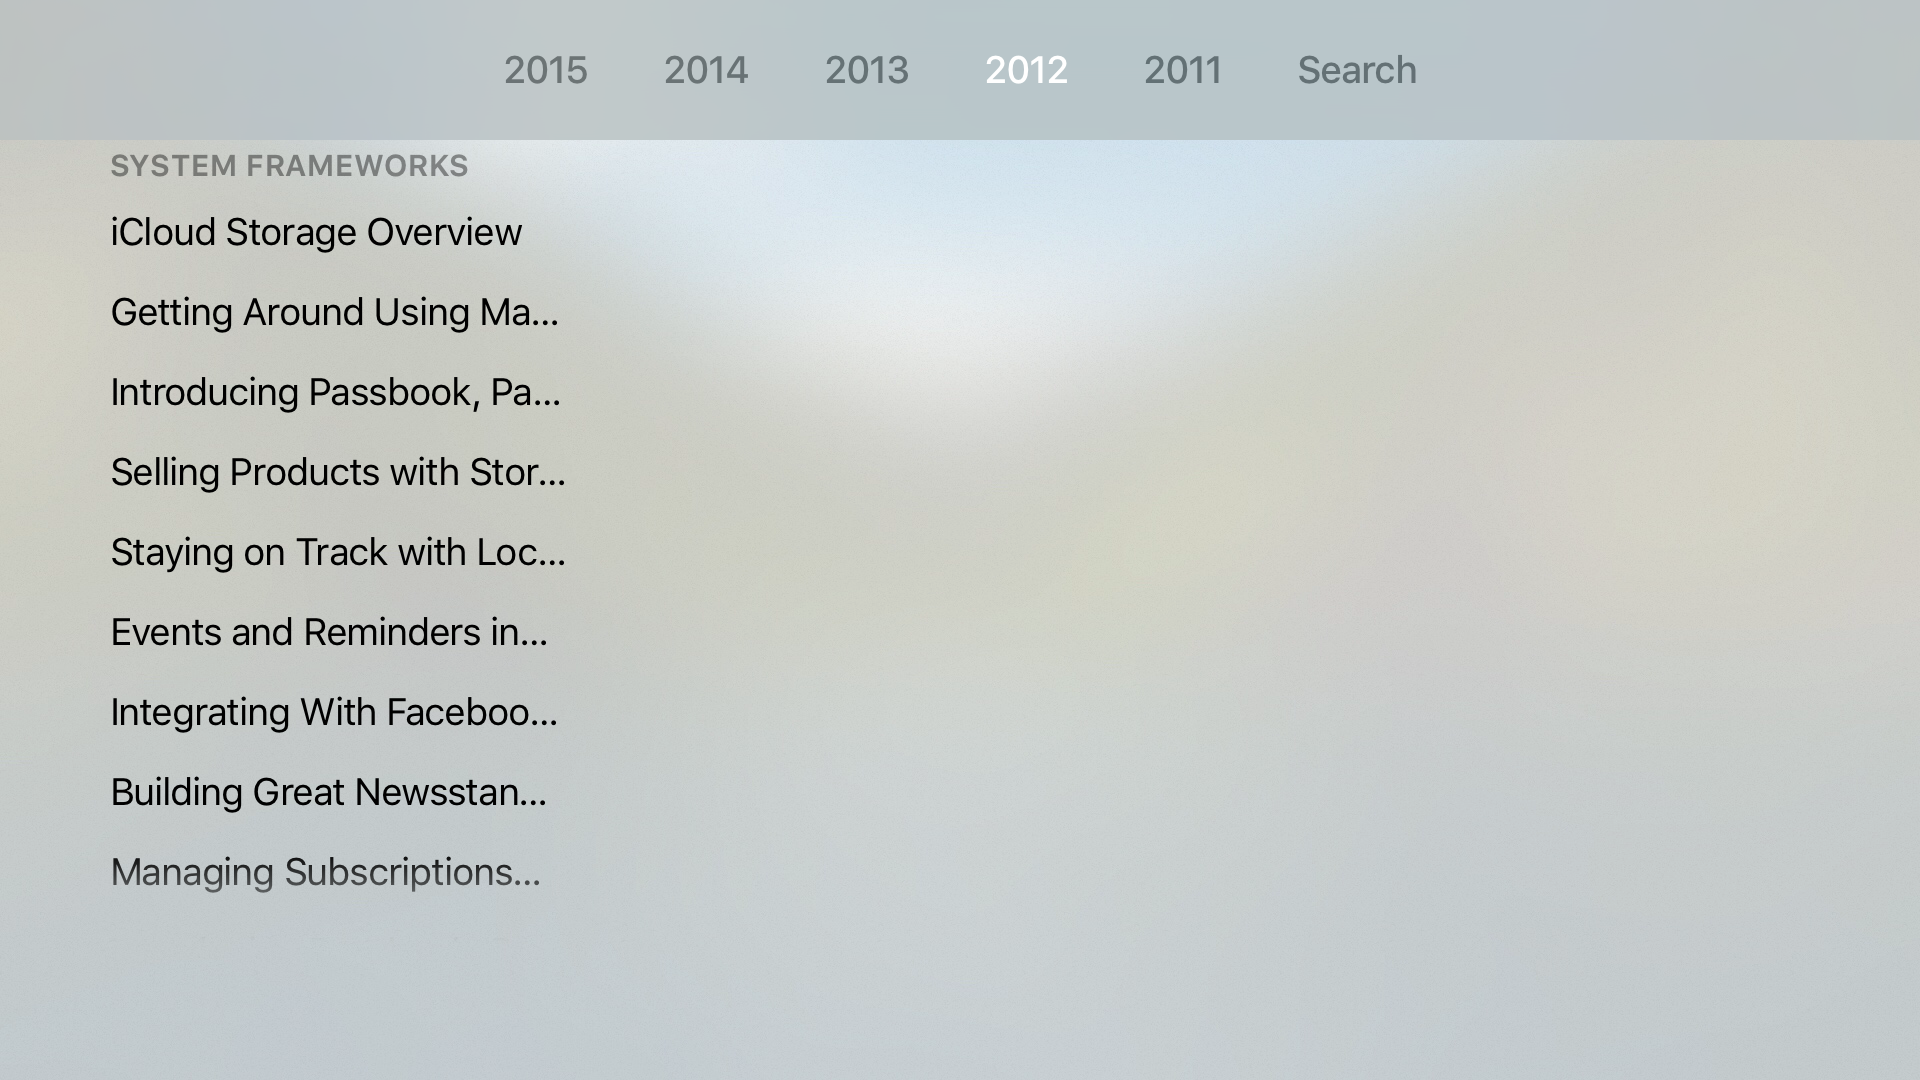 2015 2014 2013 2012 2011 Search
SYSTEM FRAMEWORKS
iCloud Storage Overview
Getting Around Using Ma...
Introducing Passbook, Pa...
Selling Products with Stor...
Staying on Track with Loc...
Events and Reminders in...
Integrating With Faceboo...
Building Great Newsstan...
Managing Subscriptions...